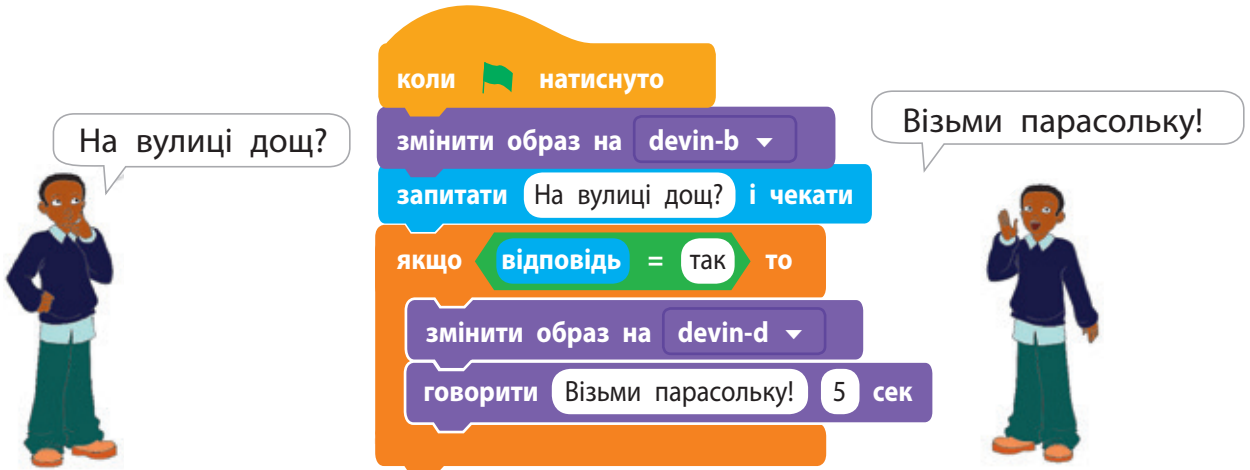 На вулиці дощ?
коли натиснуто
змінити образ на devin-b
запитати На вулиці дощ? і чекати
якщо відповідь = так то
змінити образ на devin-d
говорити Візьми парасольку! 5 сек
Візьми парасольку!